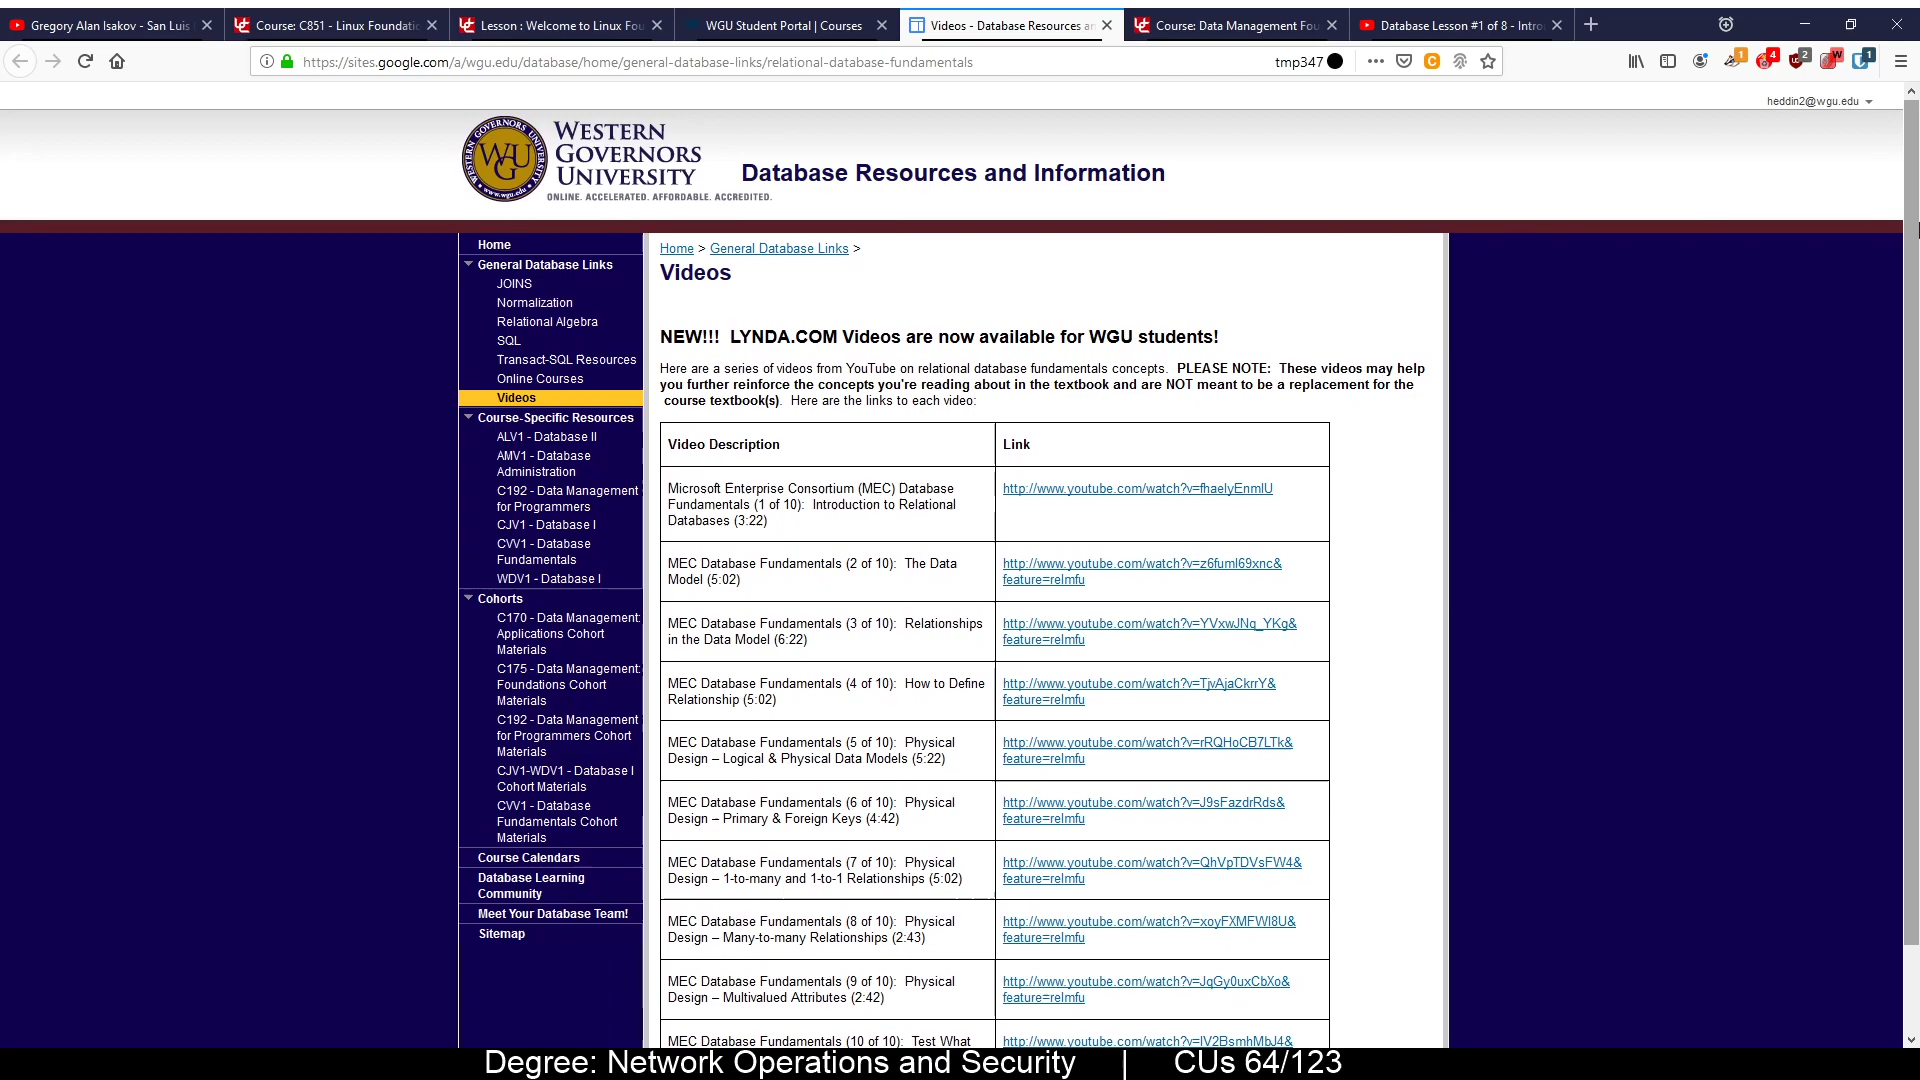 Gregory Alan Isakov - San Luis
Course: C851 - Linux Foundatio
Lesson : Welcome to Linux Fou
WGU Student Portal | Courses
Videos - Database Resources an
Course: Data Management Fou
Database Lesson #1 of 8 - Intro
https://sites.google.com/a/wgu.edu/database/home/general-database-links/relational-database-fundamentals
tmp347
heddin2@wgu.edu
WESTERN
GOVERNORS
UNIVERSITY
ONLINE. ACCELERATED. AFFORDABLE. ACCREDITED.
Database Resources and Information
Home
General Database Links
JOINS
Normalization
Relational Algebra
SQL
Transact-SQL Resources
Online Courses
Videos
Course-Specific Resources
ALV1 - Database II
AMV1 - Database
Administration
C192 - Data Management
for Programmers
CJV1 - Database I
CVV1 - Database
Fundamentals
WDV1 - Database I
Cohorts
C170 - Data Management:
Applications Cohort
Materials
C175 - Data Management:
Foundations Cohort
Materials
C192 - Data Management
for Programmers Cohort
Materials
CJV1-WDV1 - Database I
Cohort Materials
CVV1 - Database
Fundamentals Cohort
Materials
Course Calendars
Database Learning
Community
Meet Your Database Team!
Sitemap
Home > General Database Links >
Videos
NEW!!! LYNDA.COM Videos are now available for WGU students!
Here are a series of videos from YouTube on relational database fundamentals concepts. PLEASE NOTE: These videos may help
you further reinforce the concepts you're reading about in the textbook and are NOT meant to be a replacement for the
course textbook(s). Here are the links to each video:
Video Description
Link
Microsoft Enterprise Consortium (MEC) Database
Fundamentals (1 of 10): Introduction to Relational
Databases (3:22)
http://www.youtube.com/watch?v=fhaelyEnmlU
MEC Database Fundamentals (2 of 10): The Data
Model (5:02)
http://www.youtube.com/watch?v=z6fuml69xnc&
feature=relmfu
MEC Database Fundamentals (3 of 10): Relationships
in the Data Model (6:22)
http://www.youtube.com/watch?v=YVxwJNq_YKg&
feature=relmfu
MEC Database Fundamentals (4 of 10): How to Define
Relationship (5:02)
http://www.youtube.com/watch?v=TjvAjaCkrrY&
feature=relmfu
MEC Database Fundamentals (5 of 10): Physical
Design – Logical & Physical Data Models (5:22)
http://www.youtube.com/watch?v=rRQHoCB7LTk&
feature=relmfu
MEC Database Fundamentals (6 of 10): Physical
Design – Primary & Foreign Keys (4:42)
http://www.youtube.com/watch?v=J9sFazdrRds&
feature=relmfu
MEC Database Fundamentals (7 of 10): Physical
Design – 1-to-many and 1-to-1 Relationships (5:02)
http://www.youtube.com/watch?v=QhVpTDVsFW4&
feature=relmfu
MEC Database Fundamentals (8 of 10): Physical
Design – Many-to-many Relationships (2:43)
http://www.youtube.com/watch?v=xoyFXMFWl8U&
feature=relmfu
MEC Database Fundamentals (9 of 10): Physical
Design – Multivalued Attributes (2:42)
http://www.youtube.com/watch?v=JqGy0uxCbXo&
feature=relmfu
MEC Database Fundamentals (10 of 10): Test What
http://www.youtube.com/watch?v=lV2BsmhMbJ4&
Degree: Network Operations and Security | CUs 64/123